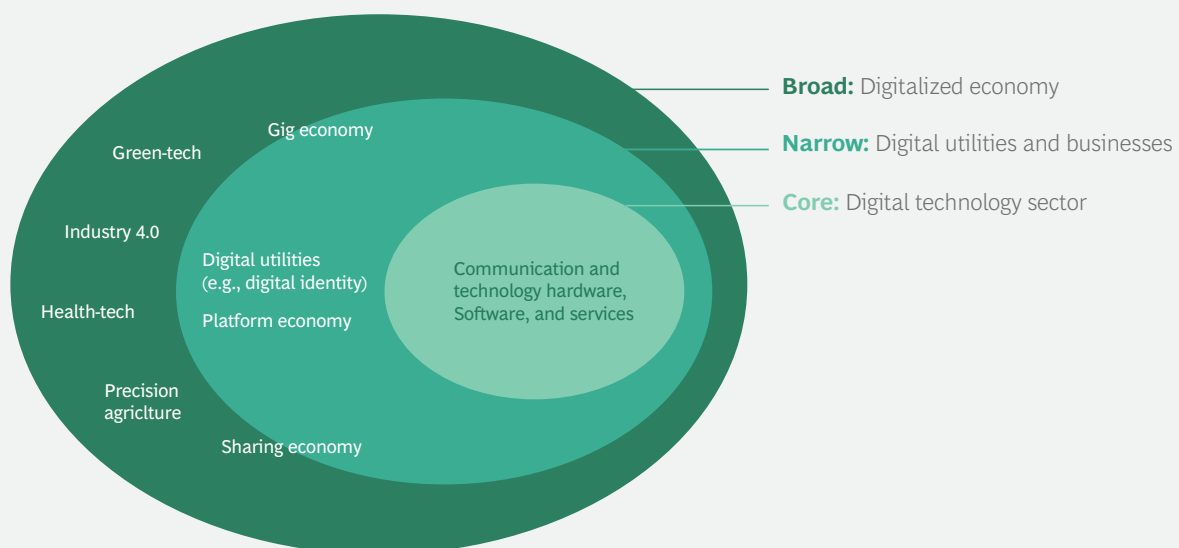 Broad: Digitalized economy
Narrow: Digital utilities and businesses
Core: Digital technology sector
Gig economy
Green-tech
Industry 4.0
Digital utilities
(e.g., digital identity)
Platform economy
Health-tech
Precision
agriclture
Sharing economy
Communication and
technology hardware,
Software, and services